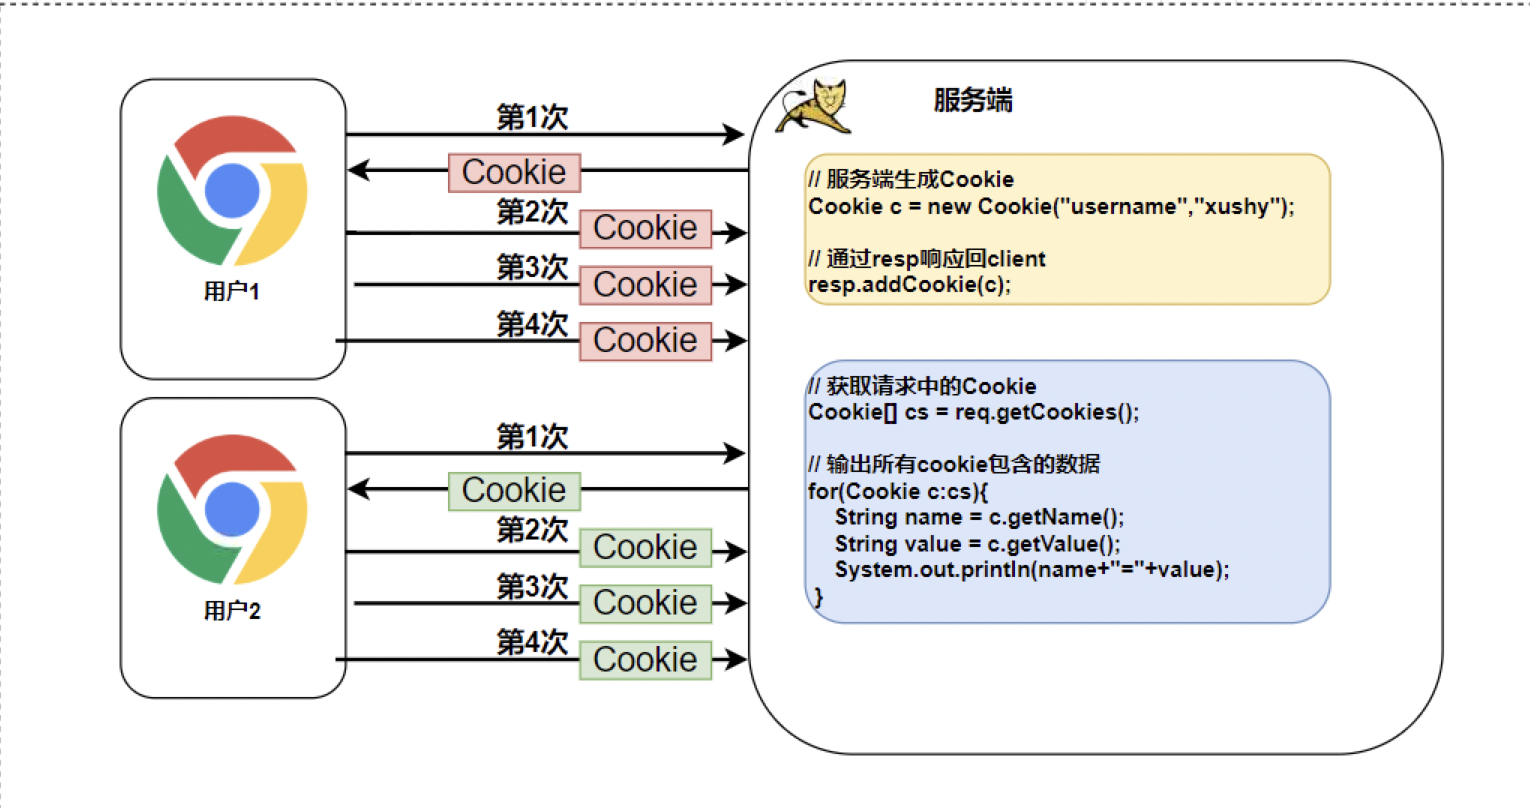 第1次
Cookie
第2次
Cookie
第3次
Cookie
第4次
Cookie
用户1
第1次
Cookie
第2次
Cookie
第3次
Cookie
第4次
Cookie
用户2
服务端
// 服务端生成Cookie
Cookie c = new Cookie("username","xushy");
// 通过resp响应回client
resp.addCookie(c);
// 获取请求中的Cookie
Cookie[] cs = req.getCookies();
// 输出所有cookie包含的数据
for(Cookie c:cs){
String name = c.getName();
String value = c.getValue();
System.out.println(name+"="+value);
}